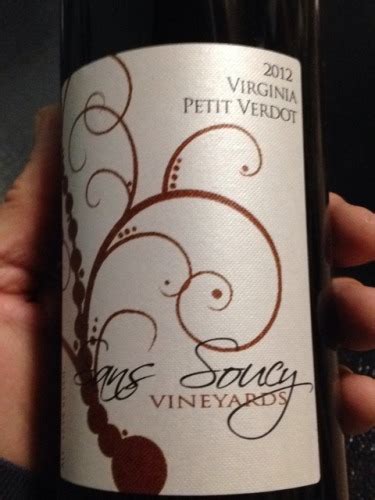 2012
Virginia
Petit Verdot
Sans Soucy
VINEYARDS